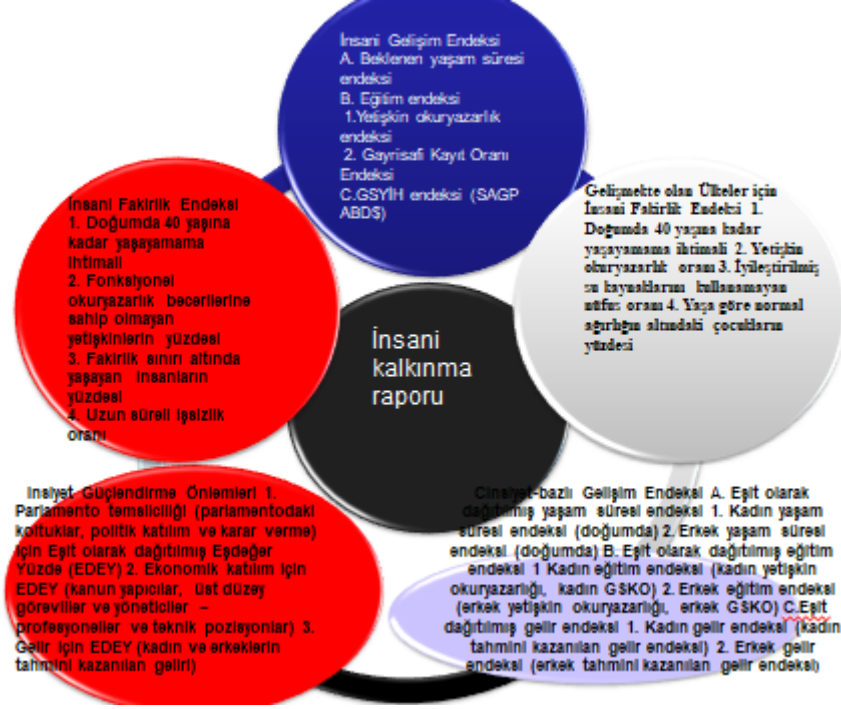 İnsani Gelişim Endeksi
A. Beklenen yaşam süresi
endeksi
B. Eğitim endeksi
1.Yetişkin okuryazarlık
endeksi
2. Gayrisafi Kayıt Oranı
Endeksi
C.GSYİH endeksi (SAGP
ABD$)
Gelişmekte olan Ülkeler için
İnsani Fakirlik Endeksi 1.
Doğumda 40 yaşına kadar
yaşayamama ihtimali 2. Yetişkin
okuryazarlık oranı 3. İyileştirilmiş
su kaynaklarını kullanamayan
nüfus oranı 4. Yaşa göre normal
ağırlığın altındaki çocukların
yüzdesi
Cinsiyet-bazlı Gelişim Endeksi A. Eşit olarak
dağıtılmış yaşam süresi endeksi 1. Kadın yaşam
süresi endeksi (doğumda) 2. Erkek yaşam süresi
endeksi (doğumda) B. Eşit olarak dağıtılmış eğitim
endeksi 1 Kadın eğitim endeksi (kadın yetişkin
okuryazarlığı, kadın GSKO) 2. Erkek eğitim endeksi
(erkek yetişkin okuryazarlığı, erkek GSKO) C.Eşit
dağıtılmış gelir endeksi 1. Kadın gelir endeksi (kadın
tahmini kazanılan gelir endeksi) 2. Erkek gelir
endeksi (erkek tahmini kazanılan gelir endeksi)
insiyet Güçlendirme Önlemleri 1.
Parlamento temsilciliği (parlamentodaki
koltuklar, politik katılım ve karar verme)
için Eşit olarak dağıtılmış Eşdeğer
Yüzde (EDEY) 2. Ekonomik katılım için
EDEY (kanun yapıcılar, üst düzey
görevliler ve yöneticiler –
profesyoneller ve teknik pozisyonlar) 3.
Gelir için EDEY (kadın ve erkeklerin
tahmini kazanılan geliri)
İnsani Fakirlik Endeksi
1. Doğumda 40 yaşına
kadar yaşayamama
ihtimali
2. Fonksiyonel
okuryazarlık becerilerine
sahip olmayan
yetişkinlerin yüzdesi
3. Fakirlik sınırı altında
yaşayan insanların
yüzdesi
4. Uzun süreli işsizlik
oranı
İnsani
kalkınma
raporu